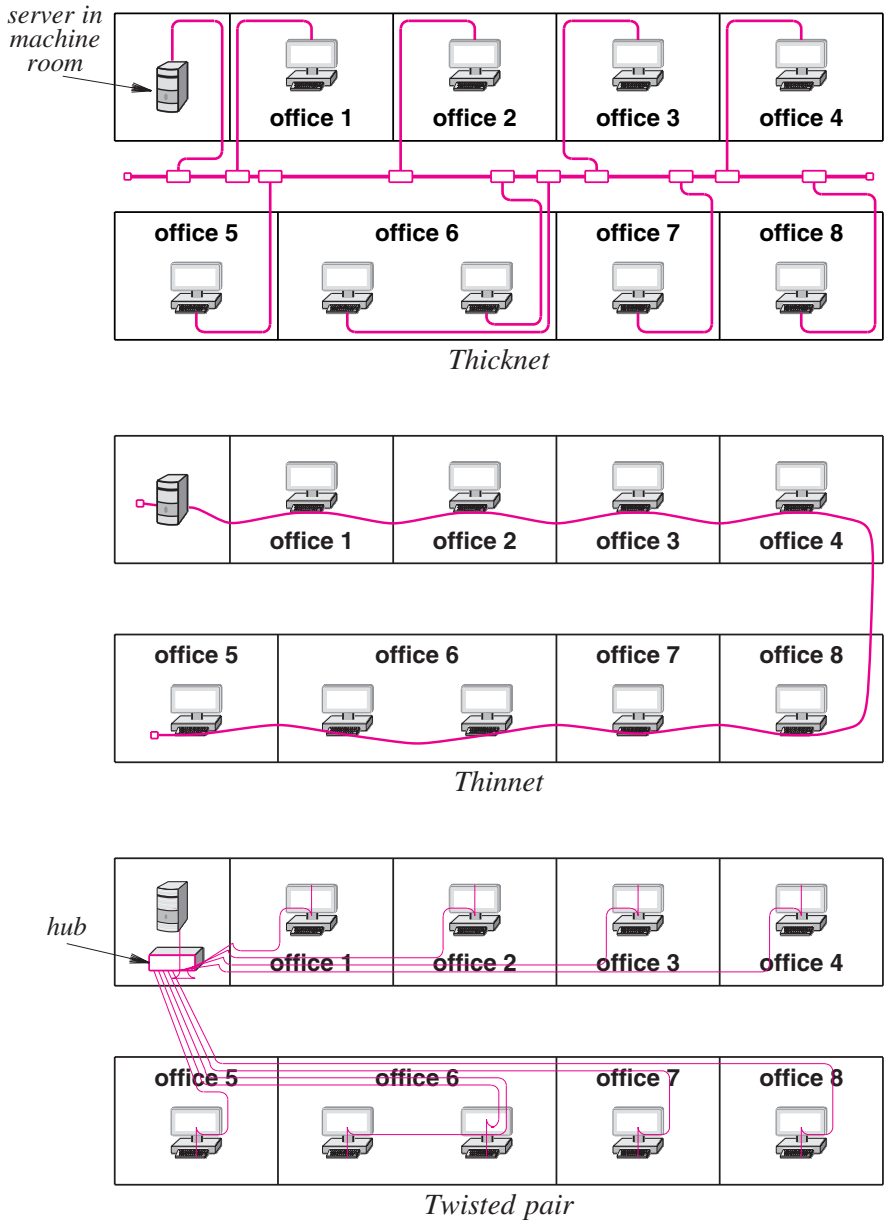 server in
machine
room
office 1
office 2
office 3
office 4
office 5
office 6
office 7
office 8
Thicknet
office 1
office 2
office 3
office 4
office 5
office 6
office 7
office 8
Thinnet
hub
office 1
office 2
office 3
office 4
office 5
office 6
office 7
office 8
Twisted pair